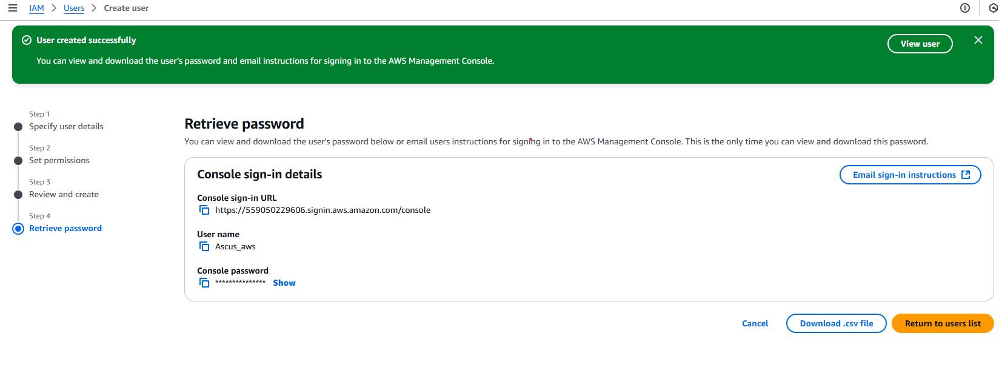 IAM > Users > Create user
User created successfully
View user
You can view and download the user's password and email instructions for signing in to the AWS Management Console.
Step 1
Specify user details
Step 2
Set permissions
Step 3
Review and create
Step 4
Retrieve password
Retrieve password
You can view and download the user's password below or email users instructions for signing in to the AWS Management Console. This is the only time you can view and download this password.
Console sign-in details
Email sign-in instructions
Console sign-in URL
https://559050229606.signin.aws.amazon.com/console
User name
Ascus_aws
Console password
*************** Show
Cancel
Download .csv file
Return to users list